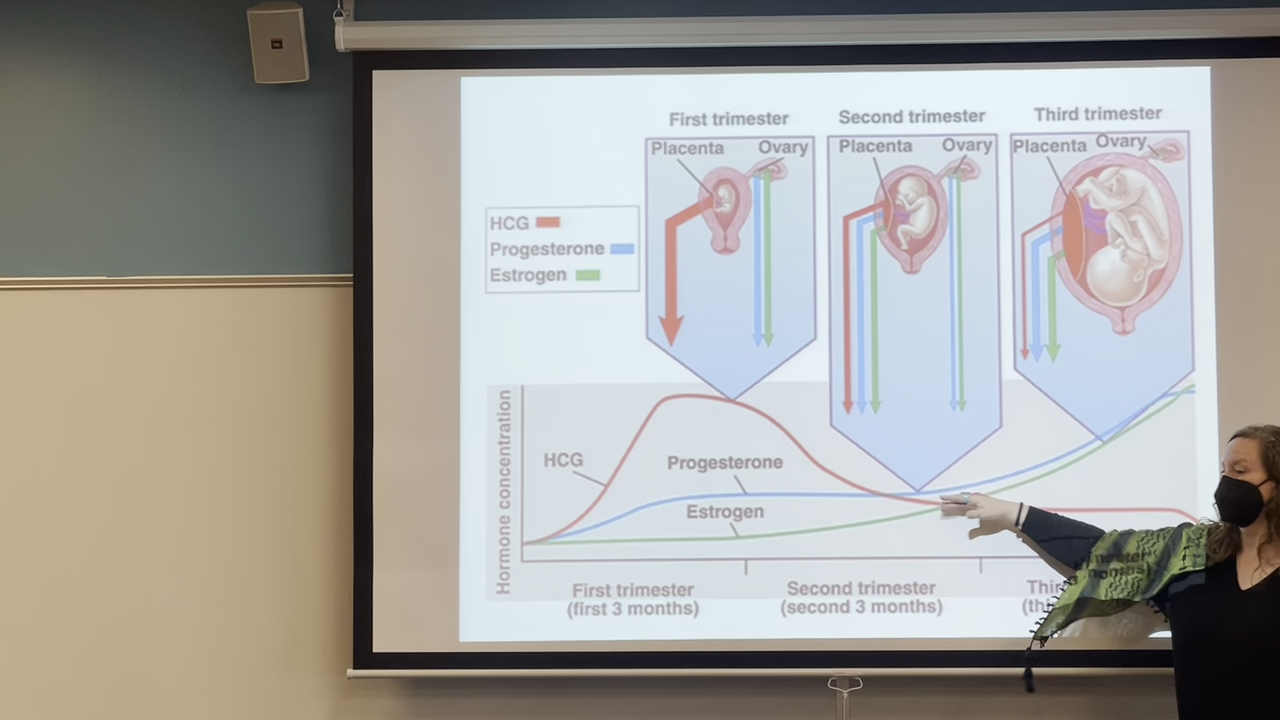 First trimester
Second trimester
Third trimester
Placenta
Ovary
Placenta
Ovary
Placenta
Ovary
HCG
Progesterone
Estrogen
Hormone concentration
HCG
Progesterone
Estrogen
First trimester
(first 3 months)
Second trimester
(second 3 months)